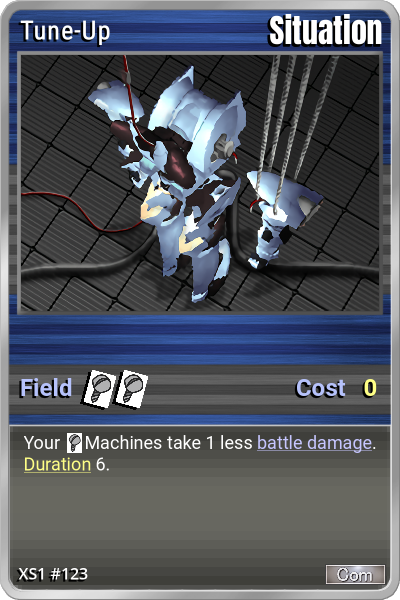 Tune-Up
Situation
Field
Cost 0
Your Machines take 1 less battle damage.
Duration 6.
XS1 #123
Com